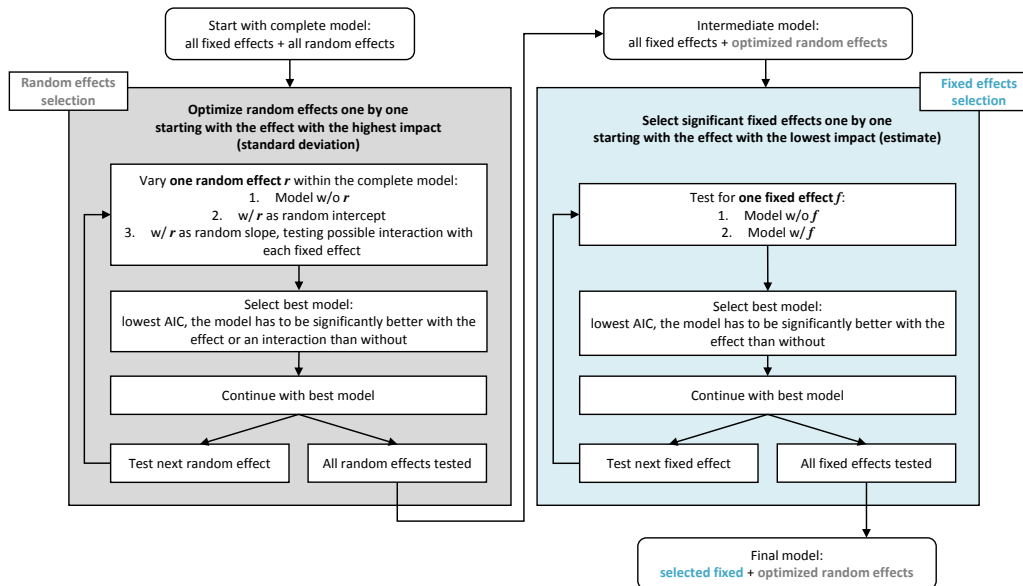 Start with complete model:
all fixed effects + all random effects
Random effects
selection
Optimize random effects one by one
starting with the effect with the highest impact
(standard deviation)
Vary one random effect r within the complete model:
1. Model w/o r
2. w/ r as random intercept
3. w/ r as random slope, testing possible interaction with
each fixed effect
Select best model:
lowest AIC, the model has to be significantly better with the
effect or an interaction than without
Continue with best model
Test next random effect
All random effects tested
Intermediate model:
all fixed effects + optimized random effects
Fixed effects
selection
Select significant fixed effects one by one
starting with the effect with the lowest impact (estimate)
Test for one fixed effect f:
1. Model w/o f
2. Model w/ f
Select best model:
lowest AIC, the model has to be significantly better with the
effect than without
Continue with best model
Test next fixed effect
All fixed effects tested
Final model:
selected fixed + optimized random effects